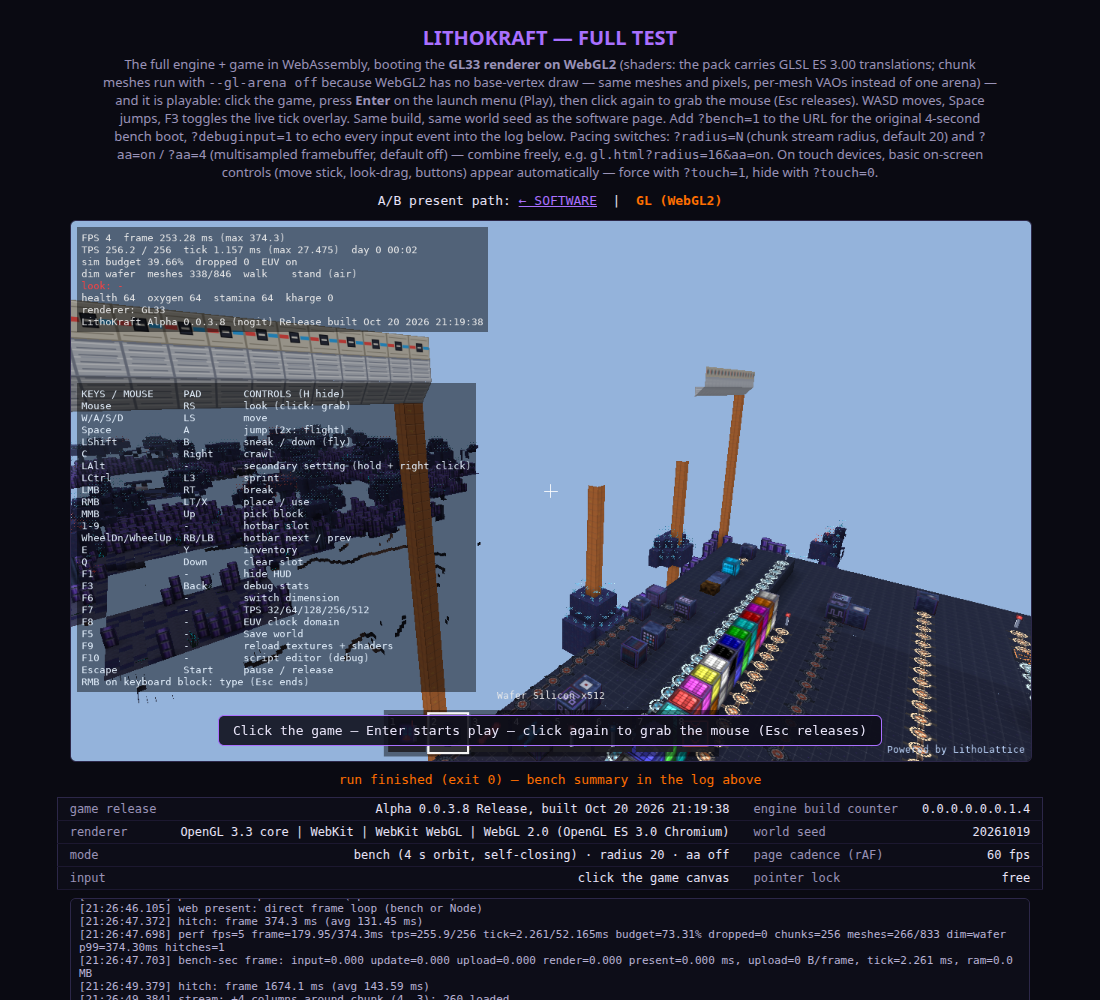 LITHOKRAFT — FULL TEST
The full engine + game in WebAssembly, booting the GL33 renderer on WebGL2 (shaders: the pack carries GLSL ES 3.00 translations; chunk
meshes run with --gl-arena off because WebGL2 has no base-vertex draw — same meshes and pixels, per-mesh VAOs instead of one arena) —
and it is playable: click the game, press Enter on the launch menu (Play), then click again to grab the mouse (Esc releases). WASD moves, Space
jumps, F3 toggles the live tick overlay. Same build, same world seed as the software page. Add ?bench=1 to the URL for the original 4-second
bench boot, ?debuginput=1 to echo every input event into the log below. Pacing switches: ?radius=N (chunk stream radius, default 20) and ?
aa=on / ?aa=4 (multisampled framebuffer, default off) — combine freely, e.g. gl.html?radius=16&aa=on. On touch devices, basic on-screen
controls (move stick, look-drag, buttons) appear automatically — force with ?touch=1, hide with ?touch=0.
A/B present path: ← SOFTWARE | GL (WebGL2)
FPS 4 frame 253.28 ms (max 374.3)
TPS 256.2 / 256 tick 1.157 ms (max 27.475) day 0 00:02
sim budget 39.66% dropped 0 EUV on
dim wafer meshes 338/846 walk stand (air)
look: -
health 64 oxygen 64 stamina 64 kharge 0
renderer: GL33
LithoKraft Alpha 0.0.3.8 (nogit) Release built Oct 20 2026 21:19:38
KEYS / MOUSE PAD CONTROLS (H hide)
Mouse RS look (click: grab)
W/A/S/D LS move
Space A jump (2x: flight)
LShift B sneak / down (fly)
C Right crawl
LAlt - secondary setting (hold + right click)
LCtrl L3 sprint
LMB RT break
RMB LT/X place / use
MMB Up pick block
1-9 - hotbar slot
WheelDn/WheelUp RB/LB hotbar next / prev
E Y inventory
Q Down clear slot
F1 - hide HUD
F3 Back debug stats
F6 - switch dimension
F7 - TPS 32/64/128/256/512
F8 - EUV clock domain
F5 - Save world
F9 - reload textures + shaders
F10 - script editor (debug)
Escape Start pause / release
RMB on keyboard block: type (Esc ends)
Wafer Silicon x512
Click the game — Enter starts play — click again to grab the mouse (Esc releases)
Powered by LithoLattice
run finished (exit 0) — bench summary in the log above
game release Alpha 0.0.3.8 Release, built Oct 20 2026 21:19:38 engine build counter 0.0.0.0.0.0.1.4
renderer OpenGL 3.3 core | WebKit | WebKit WebGL | WebGL 2.0 (OpenGL ES 3.0 Chromium) world seed 20261019
mode bench (4 s orbit, self-closing) · radius 20 · aa off page cadence (rAF) 60 fps
input click the game canvas pointer lock free
[21:26:46.105] web present: direct frame loop (bench or Node)
[21:26:47.372] hitch: frame 374.3 ms (avg 131.45 ms)
[21:26:47.698] perf fps=5 frame=179.95/374.3ms tps=255.9/256 tick=2.261/52.165ms budget=73.31% dropped=0 chunks=256 meshes=266/833 dim=wafer
p99=374.30ms hitches=1
[21:26:47.703] bench-sec frame: input=0.000 update=0.000 upload=0.000 render=0.000 present=0.000 ms, upload=0 B/frame, tick=2.261 ms, ram=0.0
MB
[21:26:49.379] hitch: frame 1674.1 ms (avg 143.59 ms)
[21:26:49.384] stream: +4 columns around chunk (4, 3); 260 loaded